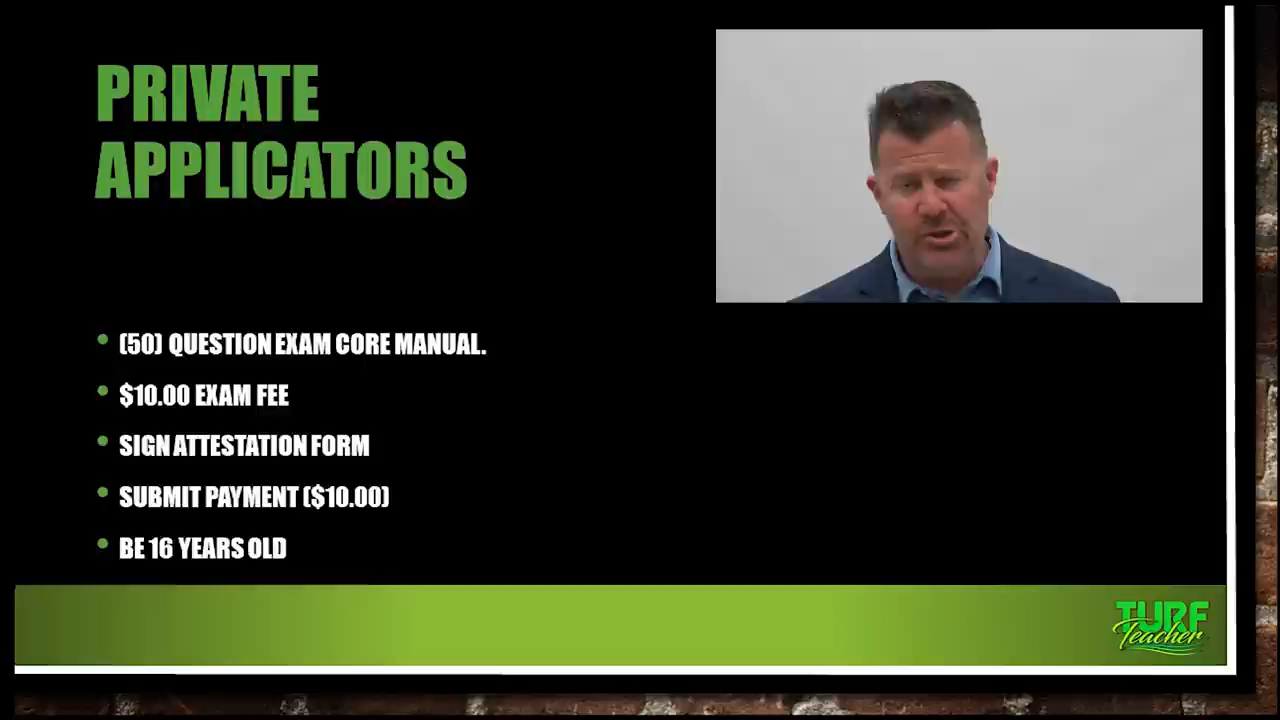 PRIVATE
APPLICATORS
(50) QUESTION EXAM CORE MANUAL.
$10.00 EXAM FEE
SIGN ATTESTATION FORM
SUBMIT PAYMENT ($10.00)
BE 16 YEARS OLD
TURF
Teacher